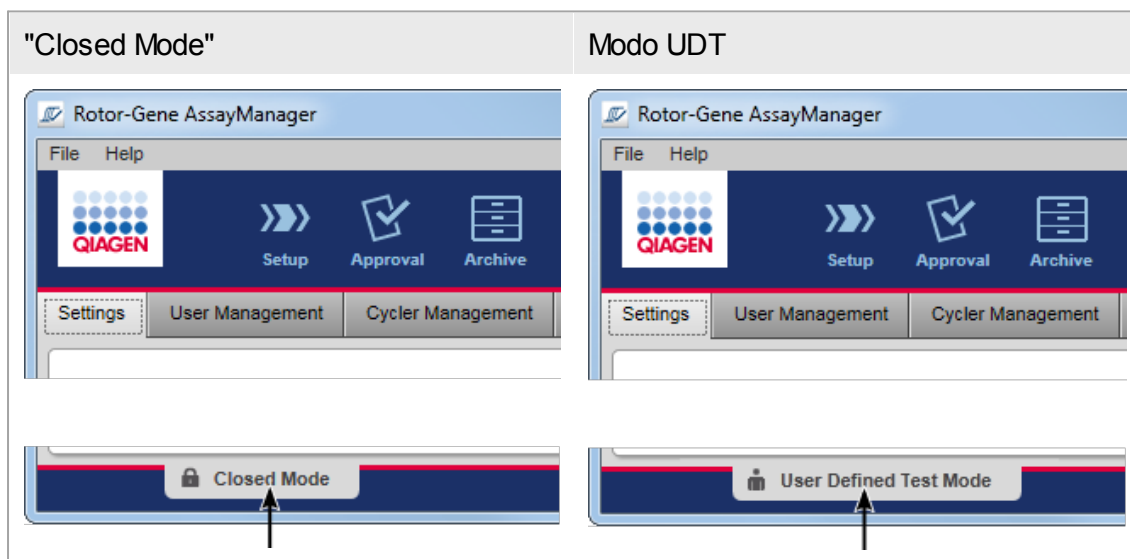 "Closed Mode"
Modo UDT
Rotor-Gene AssayManager
File Help
QIAGEN
Setup Approval Archive
Settings User Management Cycler Management
Closed Mode
Rotor-Gene AssayManager
File Help
QIAGEN
Setup Approval Archive
Settings User Management Cycler Management
User Defined Test Mode